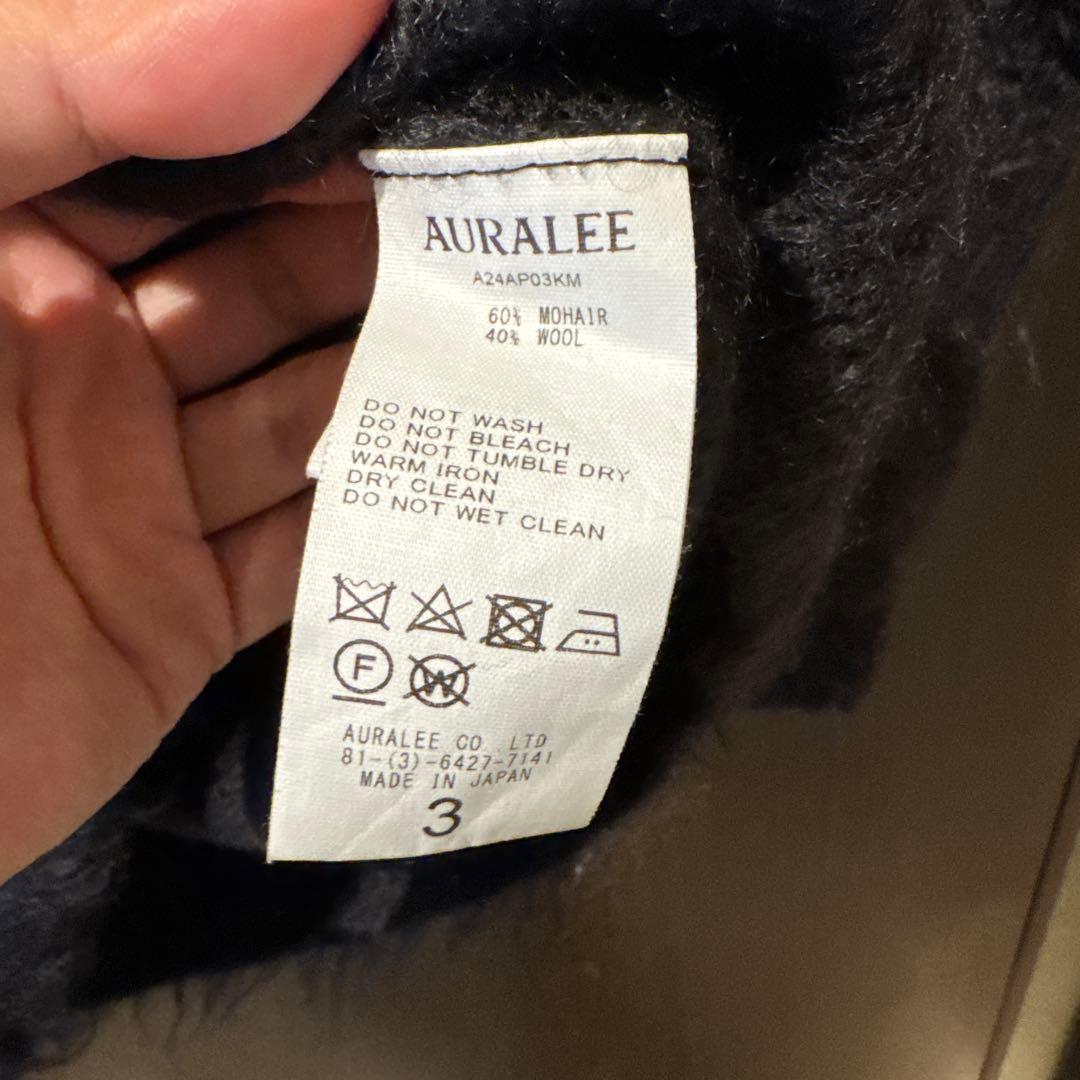 AURALEE
A24AP03KM
60% MOHAIR
40% WOOL
DO NOT WASH
DO NOT BLEACH
DO NOT TUMBLE DRY
WARM IRON
DRY CLEAN
DO NOT WET CLEAN
F
W
AURALEE CO., LTD
81-(3)-6427-7141
MADE IN JAPAN
3